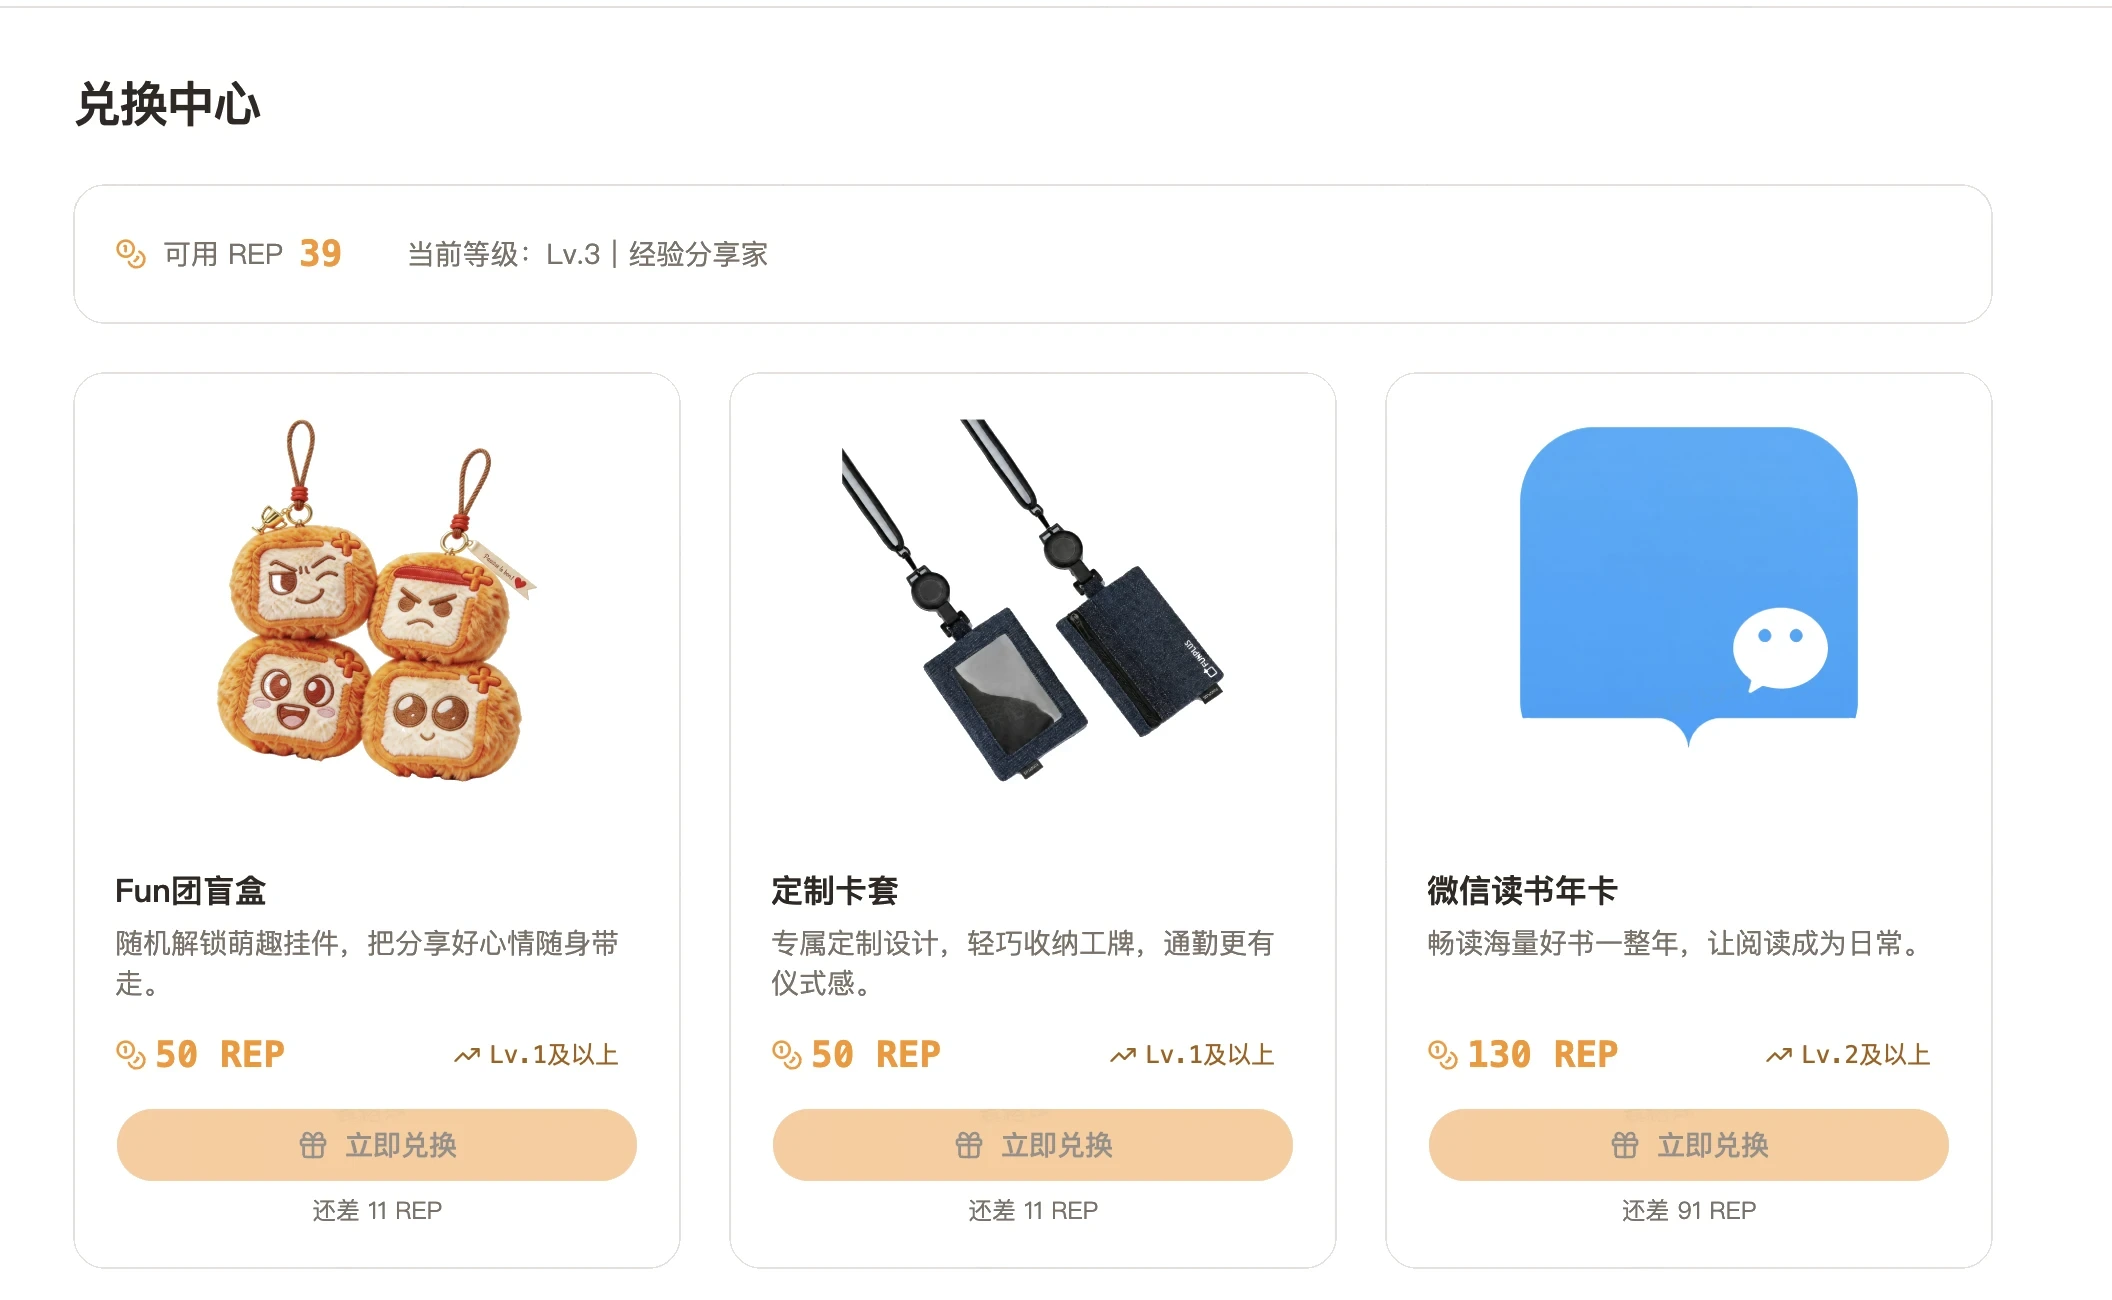 兑换中心
可用 REP 39 当前等级：Lv.3 | 经验分享家
Fun团盲盒
随机解锁萌趣挂件，把分享好心情随身带
走。
50 REP Lv.1及以上
立即兑换
还差 11 REP
FUNPLUS
定制卡套
专属定制设计，轻巧收纳工牌，通勤更有
仪式感。
50 REP Lv.1及以上
立即兑换
还差 11 REP
微信读书年卡
畅读海量好书一整年，让阅读成为日常。
130 REP Lv.2及以上
立即兑换
还差 91 REP